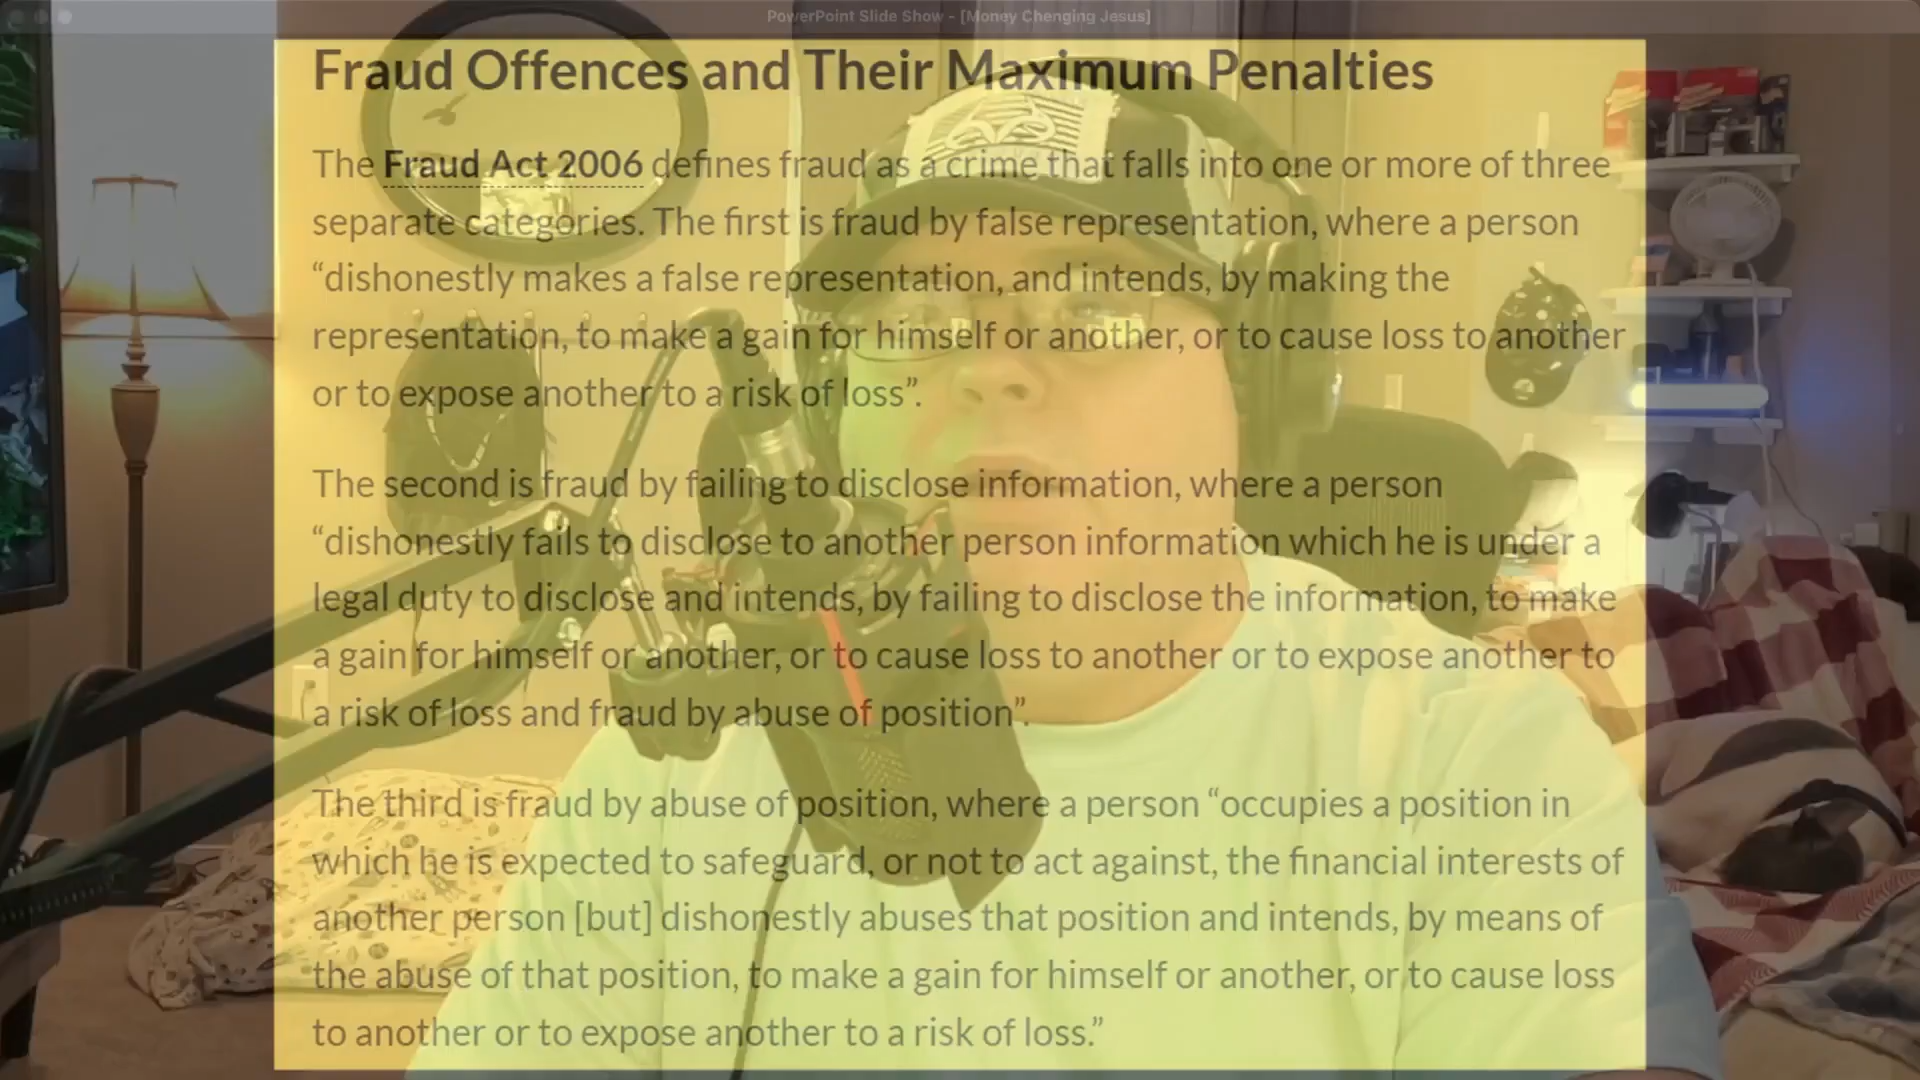 PowerPoint Slide Show - [Money Chenging Jesus]
Fraud Offences and Their Maximum Penalties
The Fraud Act 2006 defines fraud as a crime that falls into one or more of three
separate categories. The first is fraud by false representation, where a person
“dishonestly makes a false representation, and intends, by making the
representation, to make a gain for himself or another, or to cause loss to another
or to expose another to a risk of loss”.
The second is fraud by failing to disclose information, where a person
“dishonestly fails to disclose to another person information which he is under a
legal duty to disclose and intends, by failing to disclose the information, to make
a gain for himself or another, or to cause loss to another or to expose another to
a risk of loss and fraud by abuse of position”.
The third is fraud by abuse of position, where a person “occupies a position in
which he is expected to safeguard, or not to act against, the financial interests of
another person [but] dishonestly abuses that position and intends, by means of
the abuse of that position, to make a gain for himself or another, or to cause loss
to another or to expose another to a risk of loss.”